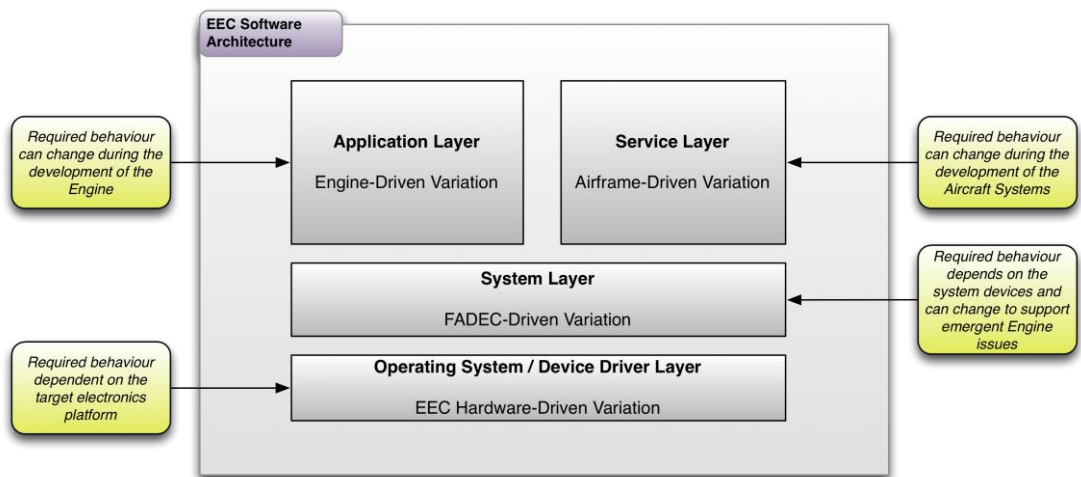 EEC Software
Architecture
Required behaviour
can change during the
development of the
Engine
Application Layer
Engine-Driven Variation
Service Layer
Airframe-Driven Variation
Required behaviour
can change during the
development of the
Aircraft Systems
System Layer
FADEC-Driven Variation
Required behaviour
depends on the
system devices and
can change to support
emergent Engine
issues
Required behaviour
dependent on the
target electronics
platform
Operating System / Device Driver Layer
EEC Hardware-Driven Variation